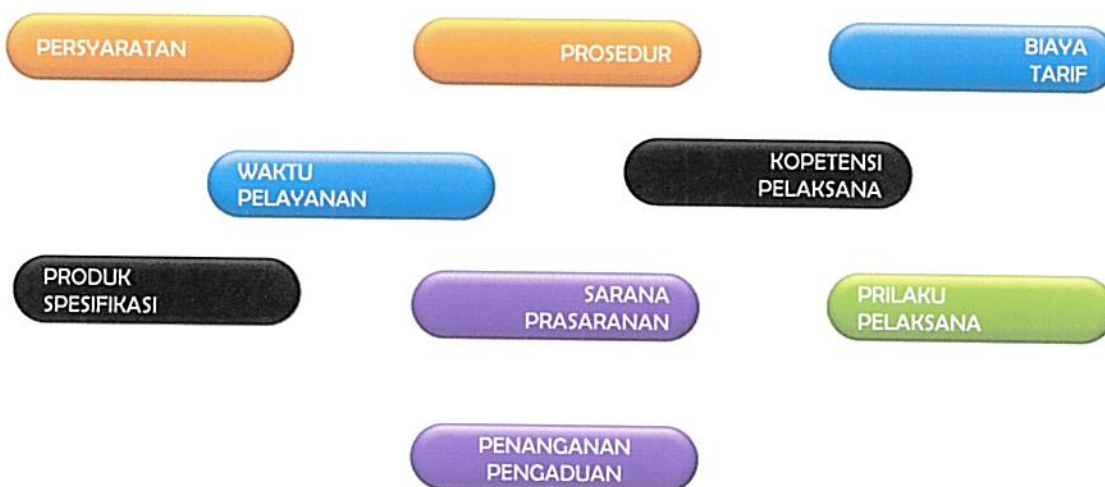 PERSYARATAN
PROSEDUR
BIAYA
TARIF
WAKTU
PELAYANAN
KOPETENSI
PELAKSANA
PRODUK
SPESIFIKASI
SARANA
PRASARANAN
PRILAKU
PELAKSANA
PENANGANAN
PENGADUAN